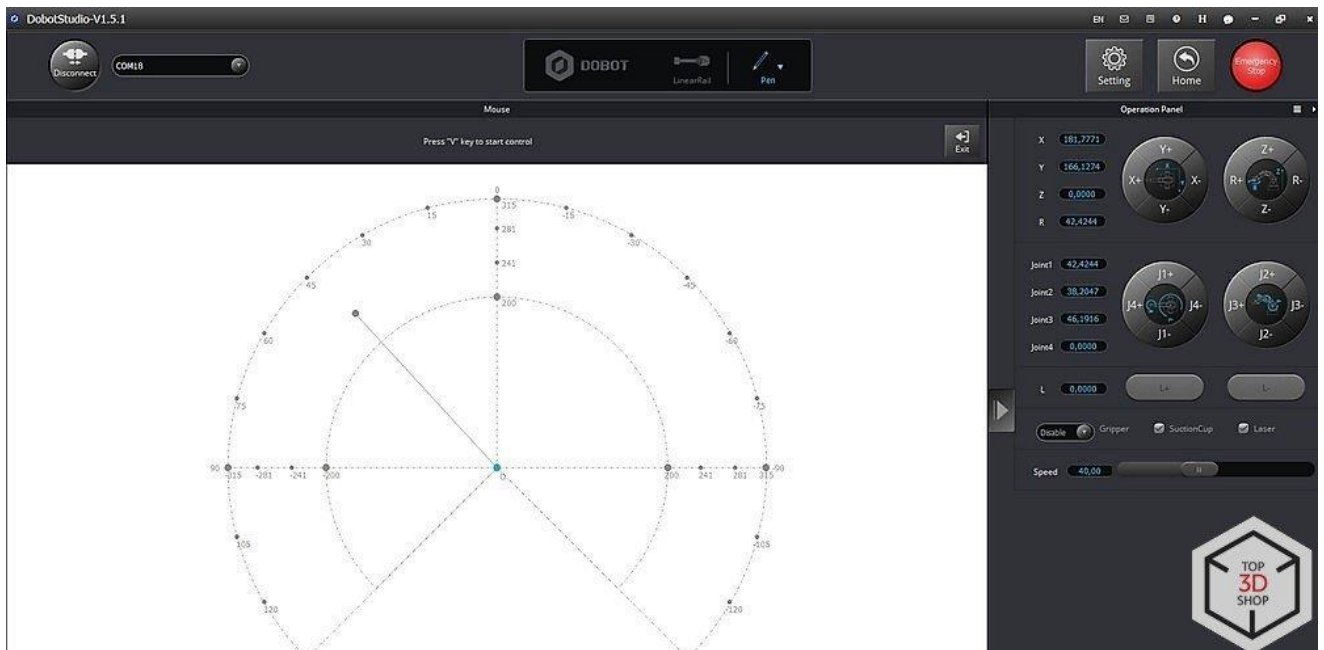 DobotStudio-V1.5.1
EN
H
Disconnect
COM18
DOBOT
LinearRail
Pen
Setting
Home
Emergency Stop
Mouse
Operation Panel
Press "V" key to start control
Exit
X 181,7771
Y 166,1274
Z 0,0000
R 42,4244
Y+
X+
X-
Y-
Z+
R+
R-
Z-
Joint1 42,4244
Joint2 38,2047
Joint3 46,1916
Joint4 0,0000
J1+
J4+
J4-
J1-
J2+
J3+
J3-
J2-
L 0,0000
L+
L-
Disable
Gripper
SuctionCup
Laser
Speed 40,00
0
315
15
-15
281
30
-30
241
45
-45
200
60
-60
75
-75
90
-315 -281 -241 -200
0
200 241 281 315
-90
105
-105
120
-120
TOP
3D
SHOP